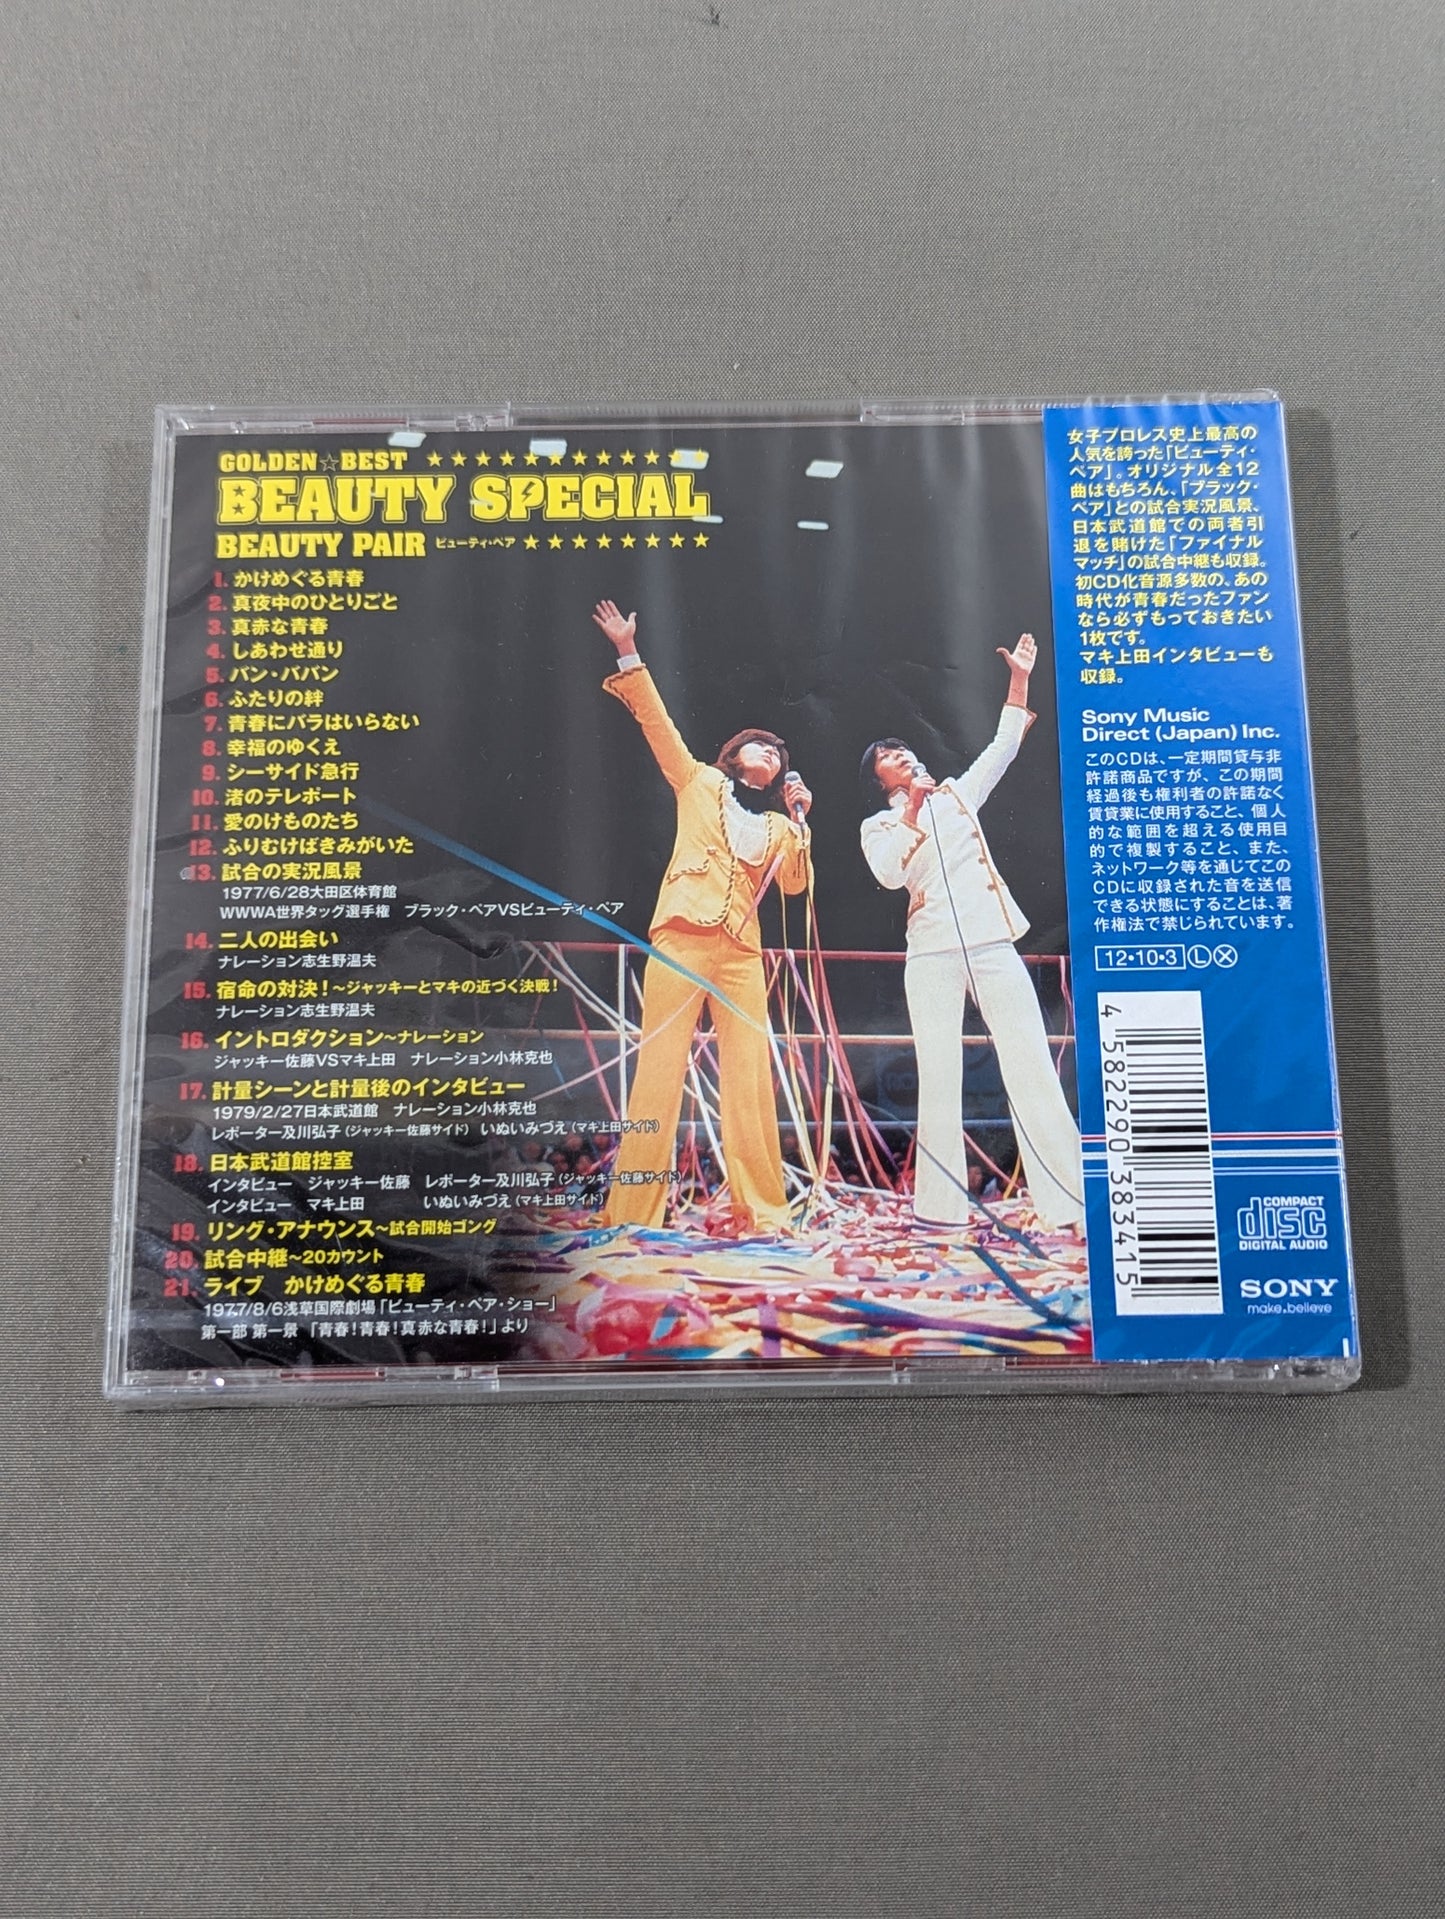 GOLDEN☆BEST ★★★★★★★★★★★★
BEAUTY SPECIAL
BEAUTY PAIR ビューティ・ペア ★★★★★★★★
1. かけめぐる青春
2. 真夜中のひとりごと
3. 真赤な青春
4. しあわせ通り
5. バン・ババン
6. ふたりの絆
7. 青春にバラはいらない
8. 幸福のゆくえ
9. シーサイド急行
10. 渚のテレポート
11. 愛のけものたち
12. ふりむけばきみがいた
13. 試合の実況風景
1977/6/28大田区体育館
WWWA世界タッグ選手権　ブラック・ペアVSビューティ・ペア
14. 二人の出会い
ナレーション志生野温夫
15. 宿命の対決！～ジャッキーとマキの近づく決戦！
ナレーション志生野温夫
16. イントロダクション～ナレーション
ジャッキー佐藤VSマキ上田　ナレーション小林克也
17. 計量シーンと計量後のインタビュー
1979/2/27日本武道館　ナレーション小林克也
レポーター及川弘子（ジャッキー佐藤サイド）　いぬいみづえ（マキ上田サイド）
18. 日本武道館控室
インタビュー　ジャッキー佐藤　レポーター及川弘子（ジャッキー佐藤サイド）
インタビュー　マキ上田　いぬいみづえ（マキ上田サイド）
19. リング・アナウンス～試合開始ゴング
20. 試合中継～20カウント
21. ライブ　かけめぐる青春
1977/8/6浅草国際劇場「ビューティ・ペア・ショー」
第一部 第一景　「青春！青春！真赤な青春！」より
女子プロレス史上最高の
人気を誇った「ビューティ・
ペア」。オリジナル全12
曲はもちろん、「ブラック・
ペア」との試合実況風景、
日本武道館での両者引
退を賭けた「ファイナル
マッチ」の試合中継も収録。
初CD化音源多数の、あの
時代が青春だったファン
なら必ずもっておきたい
1枚です。
マキ上田インタビューも
収録。
Sony Music
Direct (Japan) Inc.
このCDは、一定期間貸与非
許諾商品ですが、この期間
経過後も権利者の許諾なく
賃貸業に使用すること、個人
的な範囲を超える使用目
的で複製すること、また、
ネットワーク等を通じてこの
CDに収録された音を送信
できる状態にすることは、著
作権法で禁じられています。
12・10・3 Ⓛ Ⓧ
4 582290 383415
COMPACT
disc
DIGITAL AUDIO
SONY
make.believe